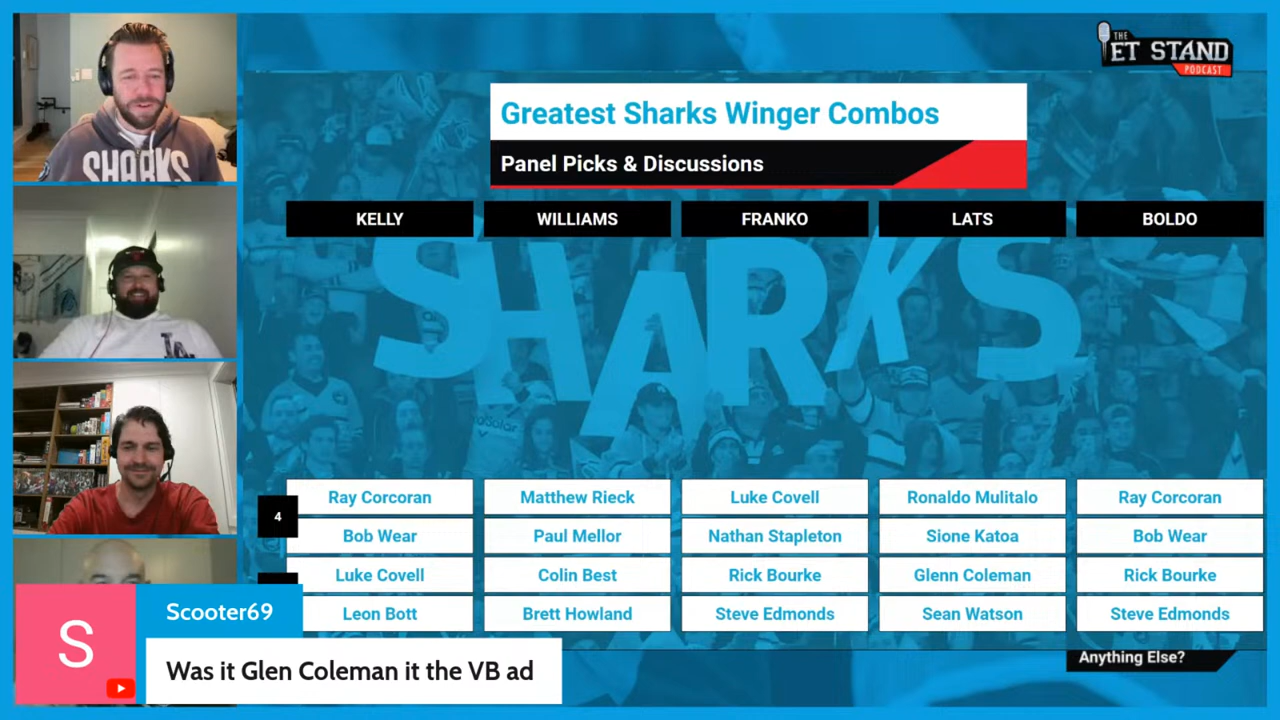 THE
ET STAND
PODCAST
Greatest Sharks Winger Combos
Panel Picks & Discussions
KELLY WILLIAMS FRANKO LATS BOLDO
SHARKS
SHARKS
LA
4
Ray Corcoran Matthew Rieck Luke Covell Ronaldo Mulitalo Ray Corcoran
Bob Wear Paul Mellor Nathan Stapleton Sione Katoa Bob Wear
Luke Covell Colin Best Rick Bourke Glenn Coleman Rick Bourke
Leon Bott Brett Howland Steve Edmonds Sean Watson Steve Edmonds
S
Scooter69
Was it Glen Coleman it the VB ad
Anything Else?